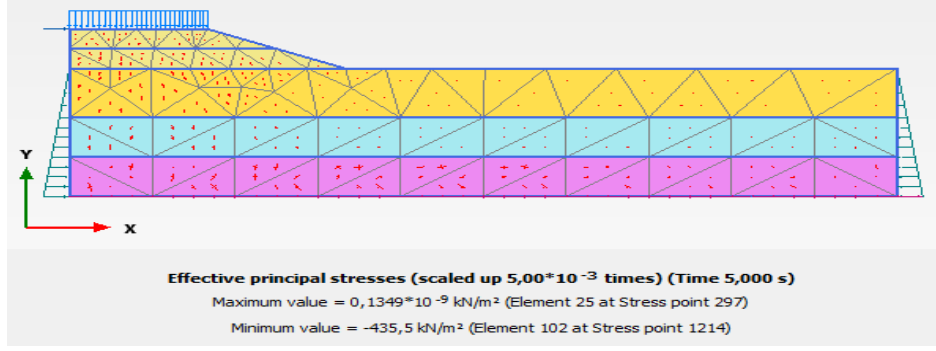 Y
X
Effective principal stresses (scaled up 5,00*10 -3 times) (Time 5,000 s)
Maximum value = 0,1349*10 -9 kN/m² (Element 25 at Stress point 297)
Minimum value = -435,5 kN/m² (Element 102 at Stress point 1214)